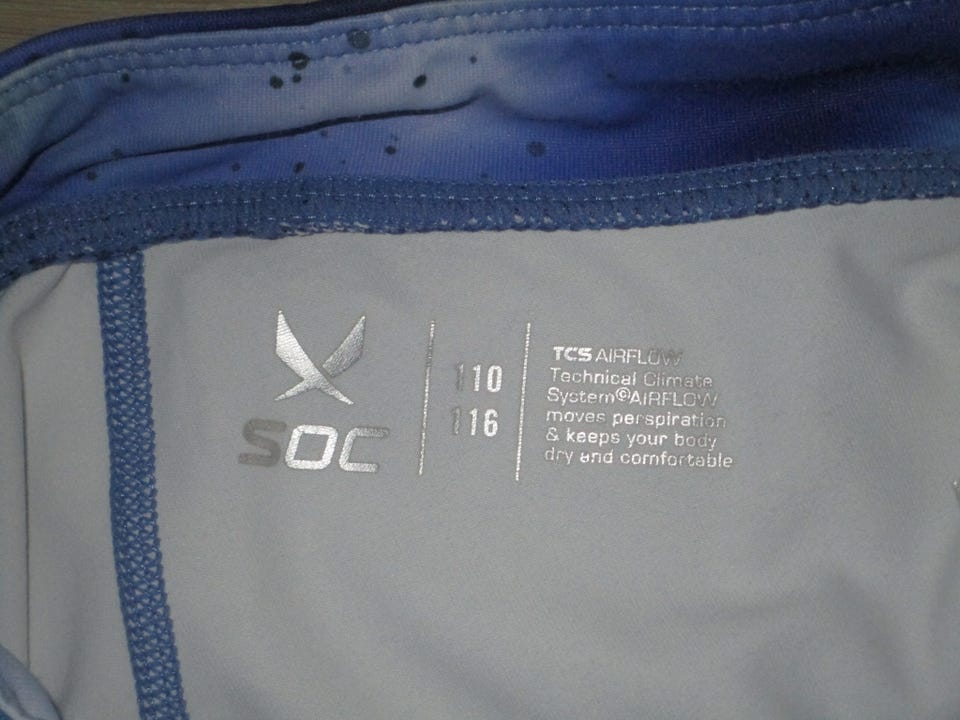 SOC
110
116
TCS AIRFLOW
Technical Climate
System©AIRFLOW
moves perspiration
& keeps your body
dry and comfortable